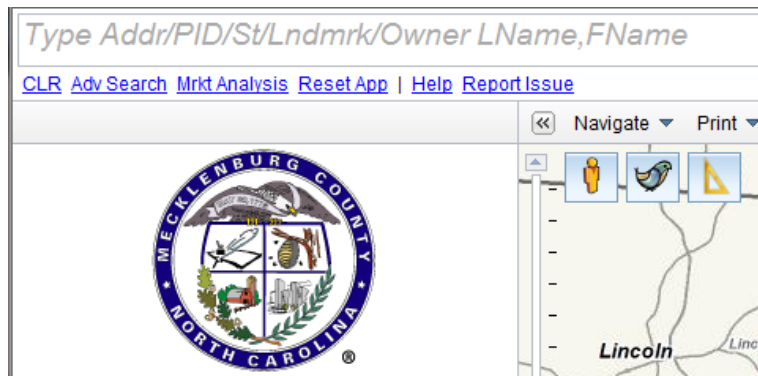 Type Addr/PID/St/Lndmrk/Owner LName,FName
CLR Adv Search Mrkt Analysis Reset App | Help Report Issue
Navigate Print
MECKLENBURG COUNTY
NORTH CAROLINA ®
Lincoln
Linc